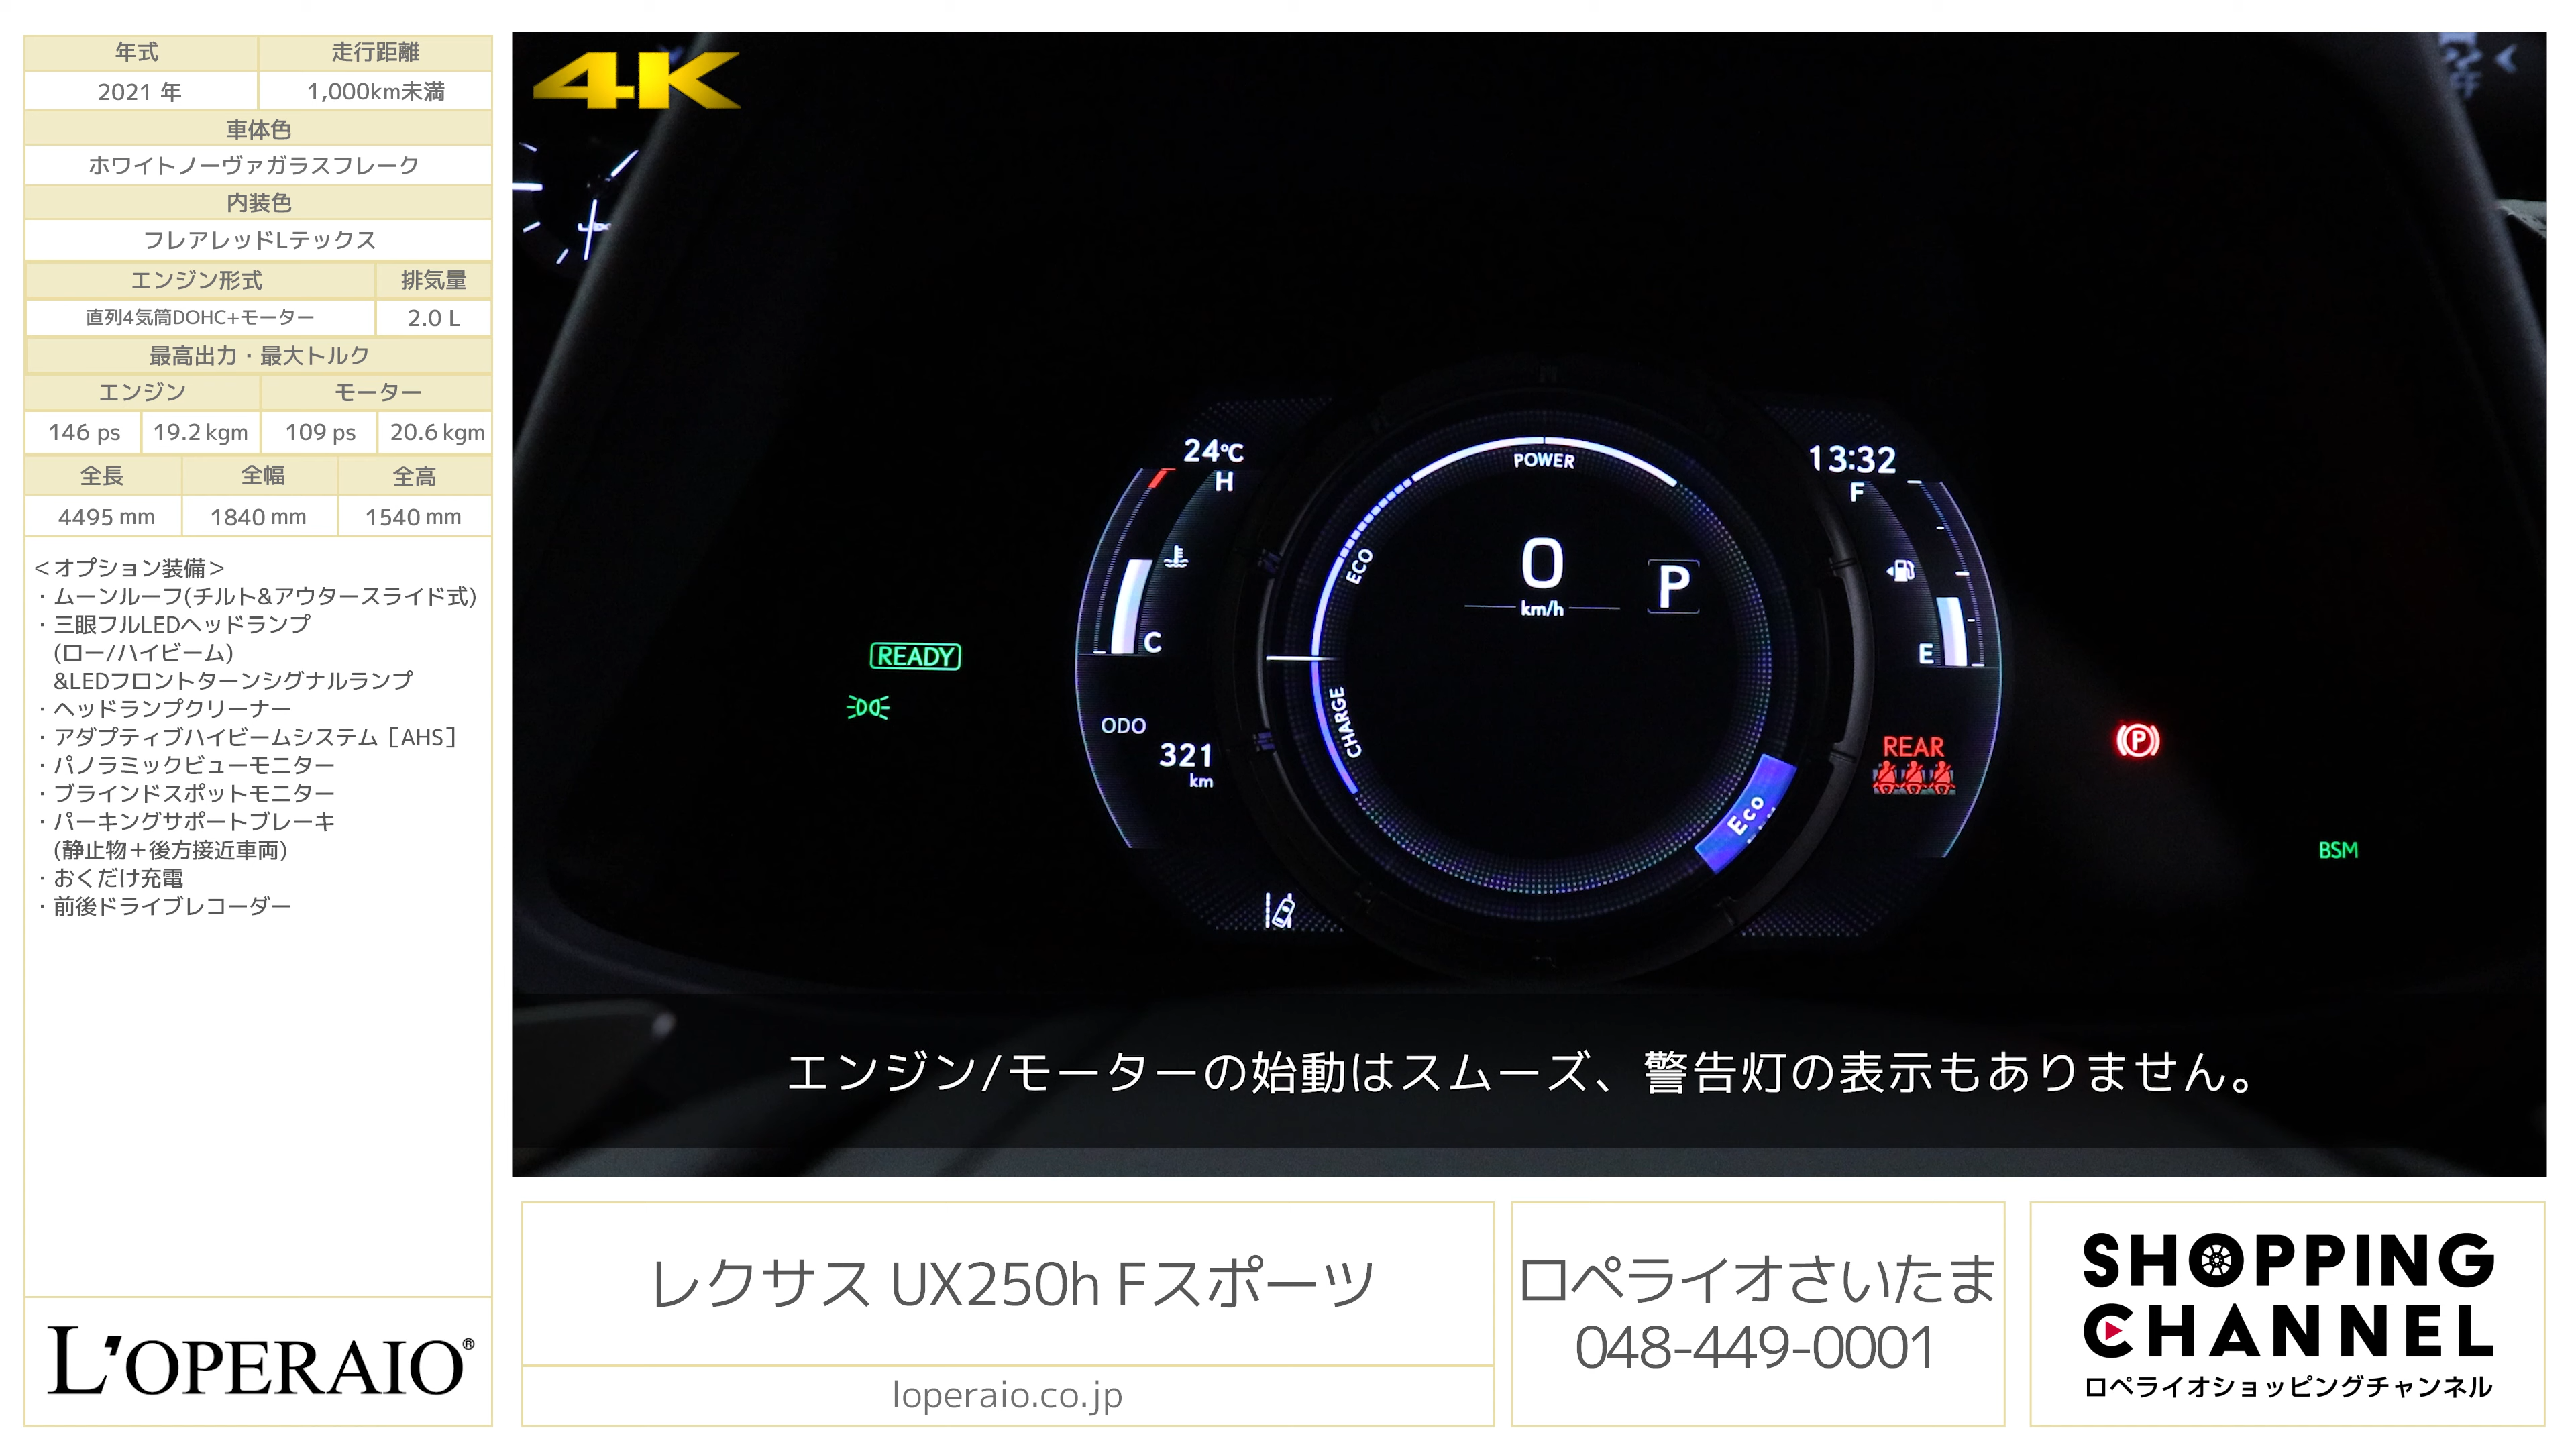 年式 走行距離
2021 年 1,000km未満
車体色
ホワイトノーヴァガラスフレーク
内装色
フレアレッドLテックス
エンジン形式 排気量
直列4気筒DOHC+モーター 2.0 L
最高出力・最大トルク
エンジン モーター
146 ps 19.2 kgm 109 ps 20.6 kgm
全長 全幅 全高
4495 mm 1840 mm 1540 mm
＜オプション装備＞
・ムーンルーフ(チルト&アウタースライド式)
・三眼フルLEDヘッドランプ
(ロー/ハイビーム)
&LEDフロントターンシグナルランプ
・ヘッドランプクリーナー
・アダプティブハイビームシステム［AHS］
・パノラミックビューモニター
・ブラインドスポットモニター
・パーキングサポートブレーキ
(静止物＋後方接近車両)
・おくだけ充電
・前後ドライブレコーダー
L'OPERAIO®
4K
24℃
H
C
READY
ODO
321
km
POWER
ECO
CHARGE
0
km/h
P
Eco
13:32
F
E
REAR
P
BSM
エンジン/モーターの始動はスムーズ、警告灯の表示もありません。
レクサス UX250h Fスポーツ
loperaio.co.jp
ロペライオさいたま
048-449-0001
SHOPPING
CHANNEL
ロペライオショッピングチャンネル